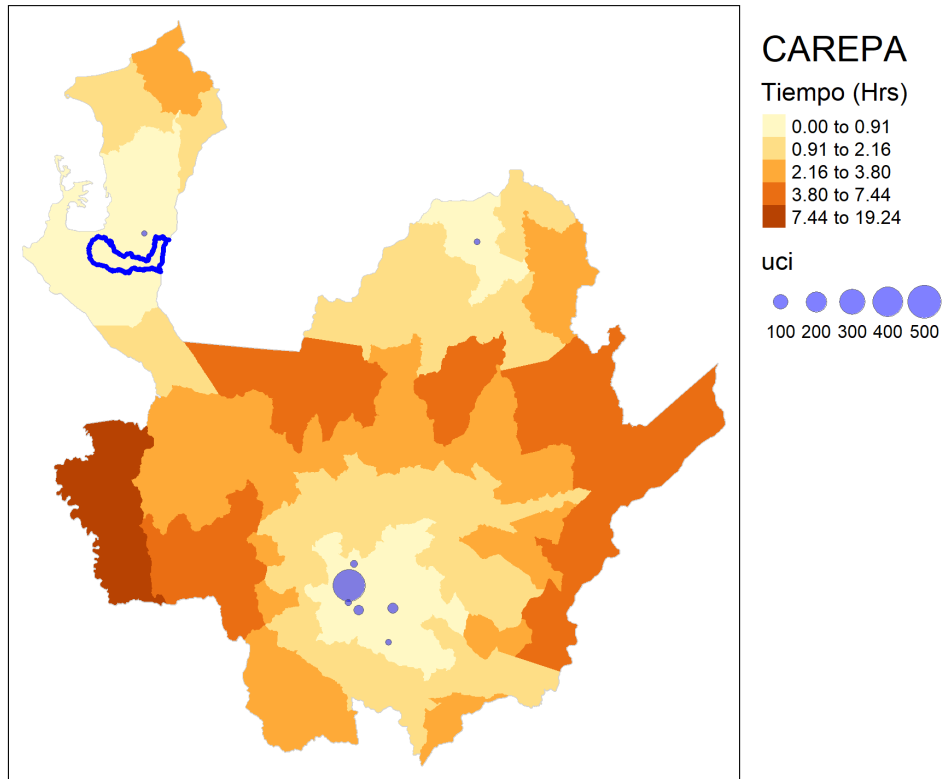 CAREPA
Tiempo (Hrs)
0.00 to 0.91
0.91 to 2.16
2.16 to 3.80
3.80 to 7.44
7.44 to 19.24
uci
100 200 300 400 500